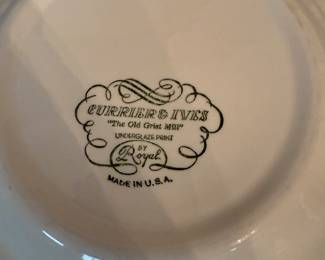 CURRIER & IVES
"The Old Grist Mill"
UNDERGLAZE PRINT
BY
Royal
MADE IN U.S.A.